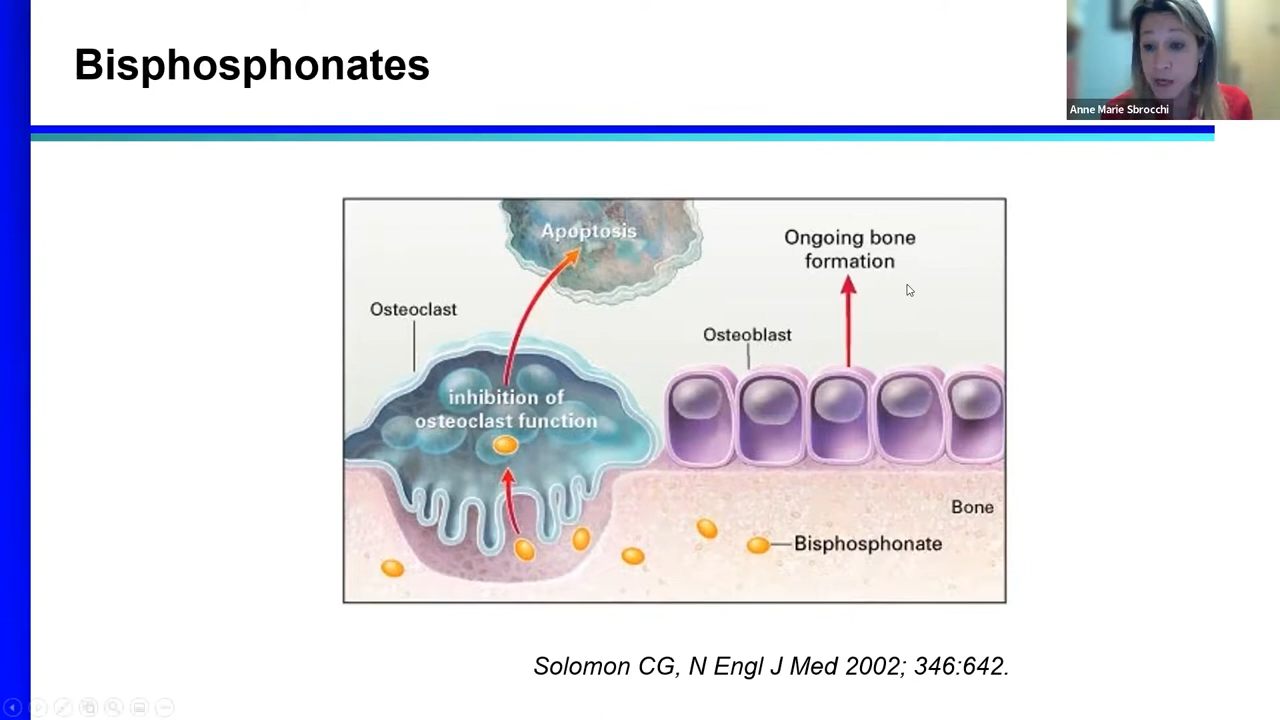 Bisphosphonates
Anne Marie Sbrocchi
Apoptosis
Ongoing bone
formation
Osteoclast
Osteoblast
inhibition of
osteoclast function
Bone
Bisphosphonate
Solomon CG, N Engl J Med 2002; 346:642.